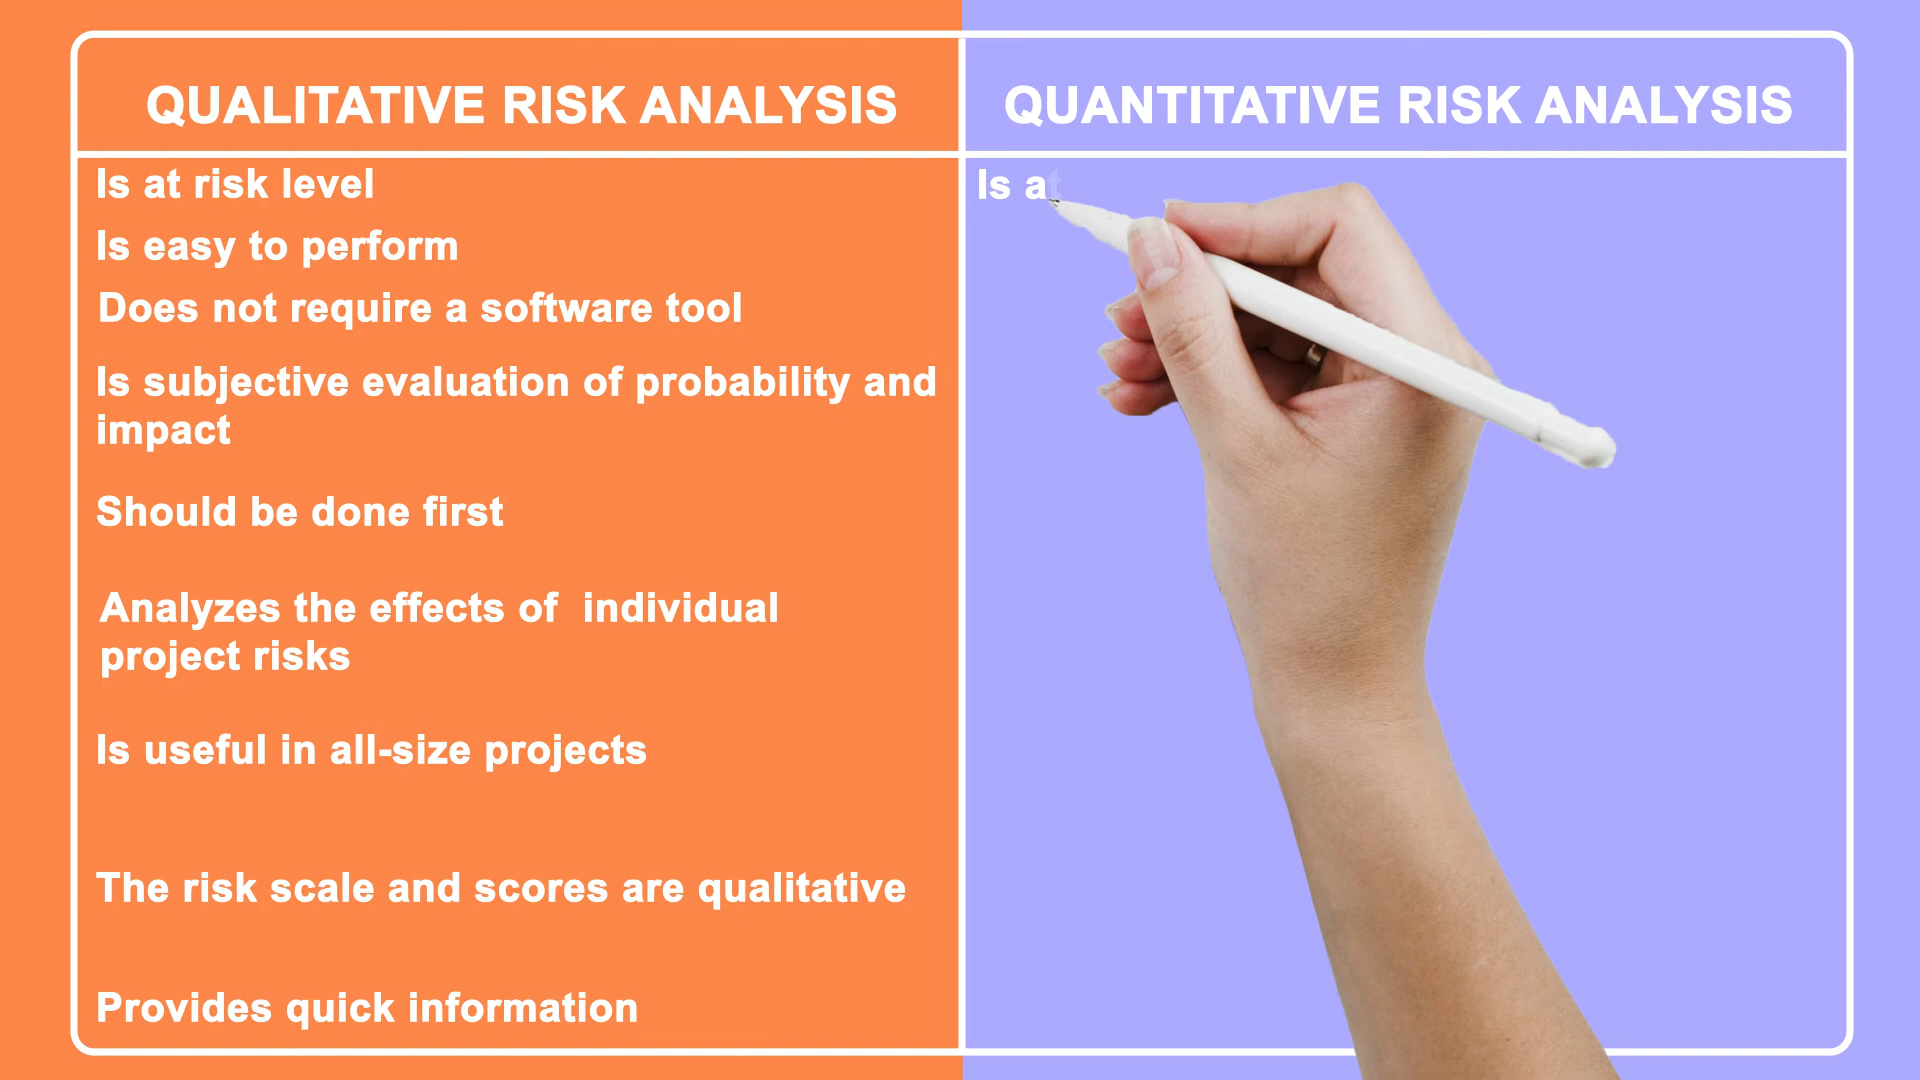 QUALITATIVE RISK ANALYSIS
QUANTITATIVE RISK ANALYSIS
Is at risk level
Is easy to perform
Does not require a software tool
Is subjective evaluation of probability and
impact
Should be done first
Analyzes the effects of individual
project risks
Is useful in all-size projects
The risk scale and scores are qualitative
Provides quick information
Is at